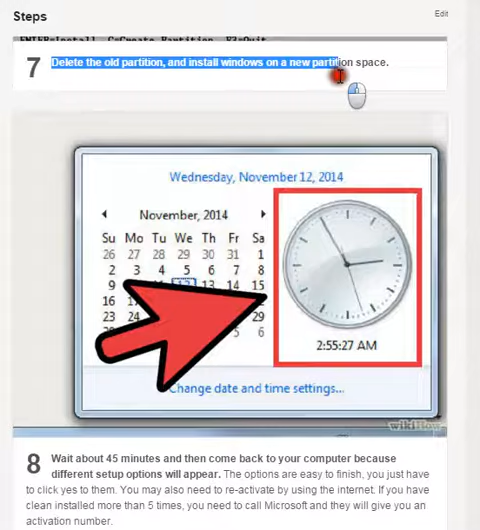 Steps
Edit
ENTER=Install C=Create Partition F3=Quit
7 Delete the old partition, and install windows on a new partition space.
Wednesday, November 12, 2014
November, 2014
Su Mo Tu We Th Fr Sa
26 27 28 29 30 31 1
2 3 4 5 6 7 8
9 12 13 14 15
16
23 24 29
5 6
2:55:27 AM
Change date and time settings...
wikiHow
8 Wait about 45 minutes and then come back to your computer because
different setup options will appear. The options are easy to finish, you just have
to click yes to them. You may also need to re-activate by using the internet. If you have
clean installed more than 5 times, you need to call Microsoft and they will give you an
activation number.